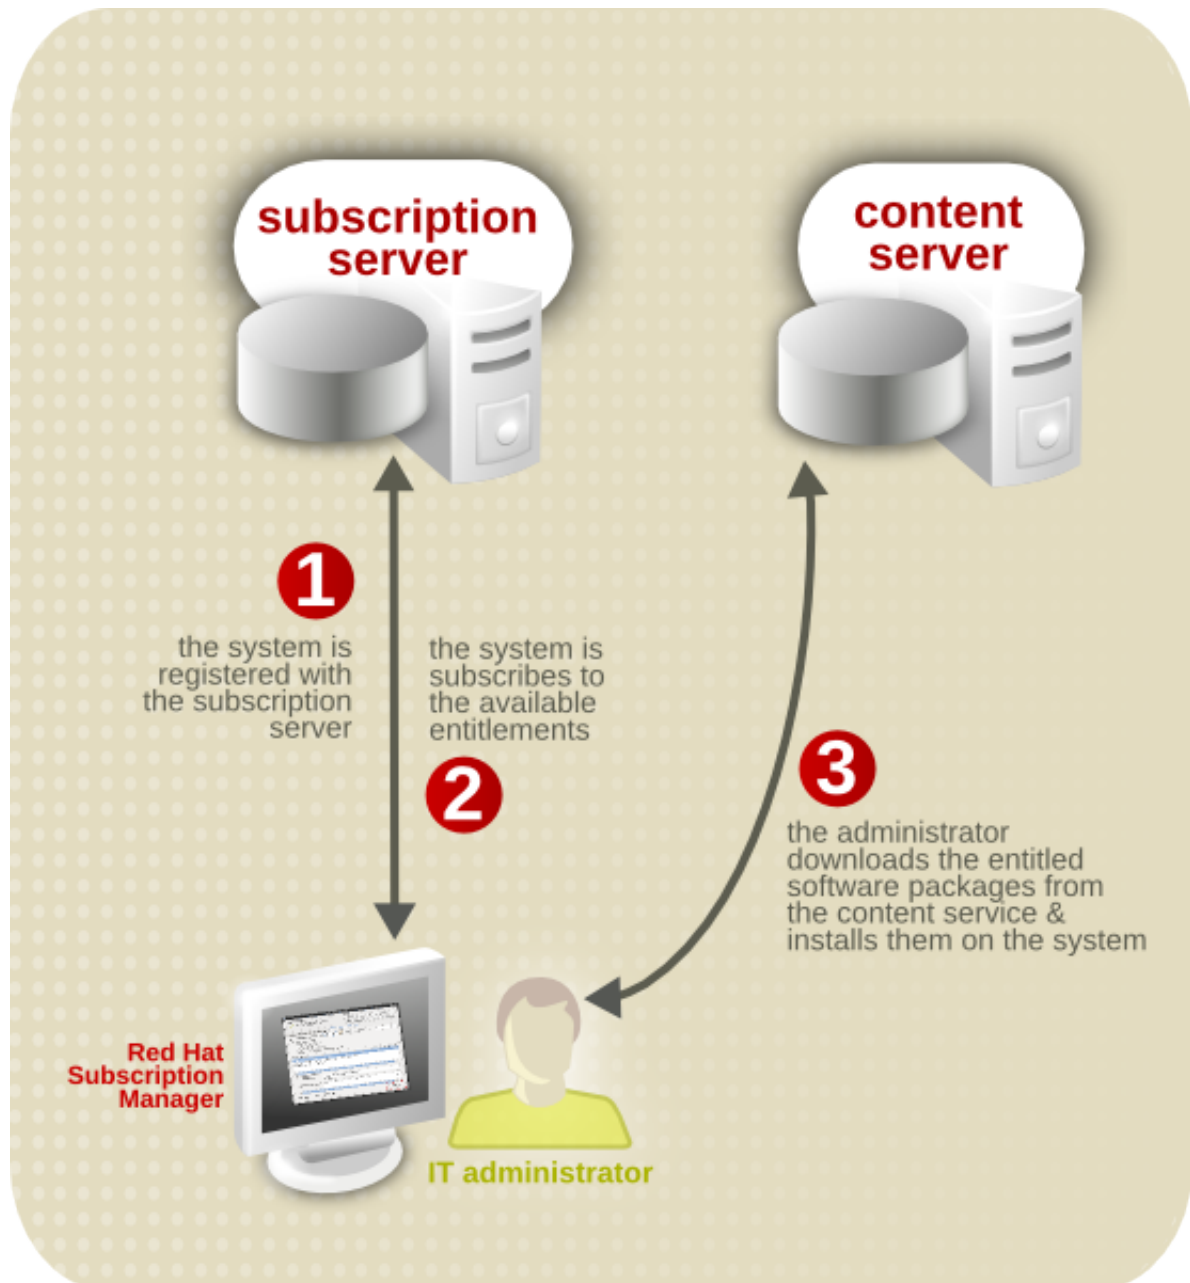 subscription
server
content
server
1
the system is
registered with
the subscription
server
the system is
subscribes to
the available
entitlements
2
3
the administrator
downloads the entitled
software packages from
the content service &
installs them on the system
Red Hat
Subscription
Manager
IT administrator